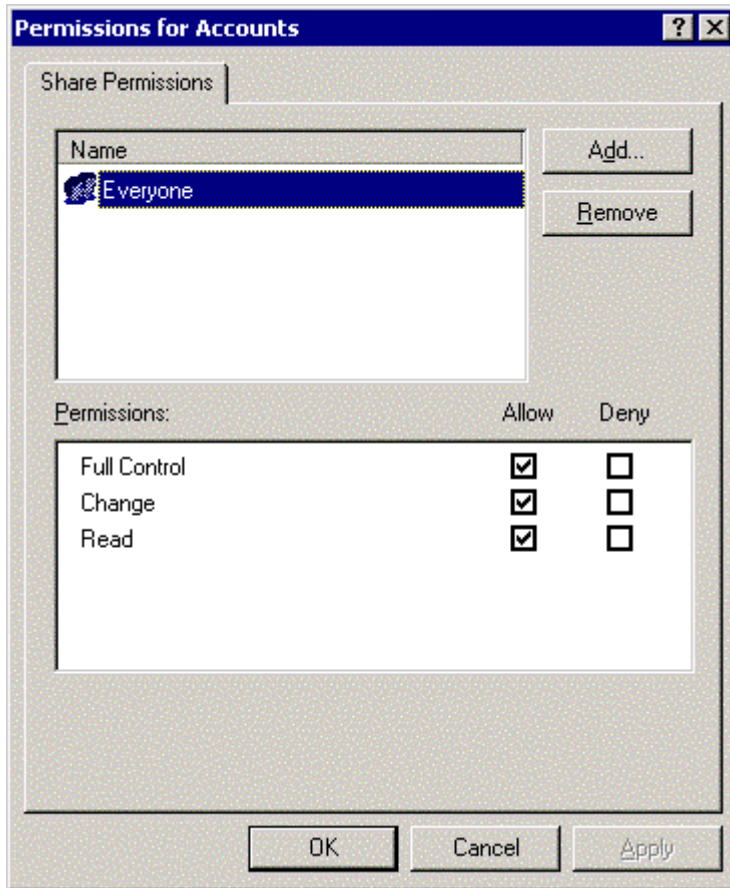 Permissions for Accounts
Share Permissions
Name
Add...
Everyone
Remove
Permissions: Allow Deny
Full Control
Change
Read
OK Cancel Apply